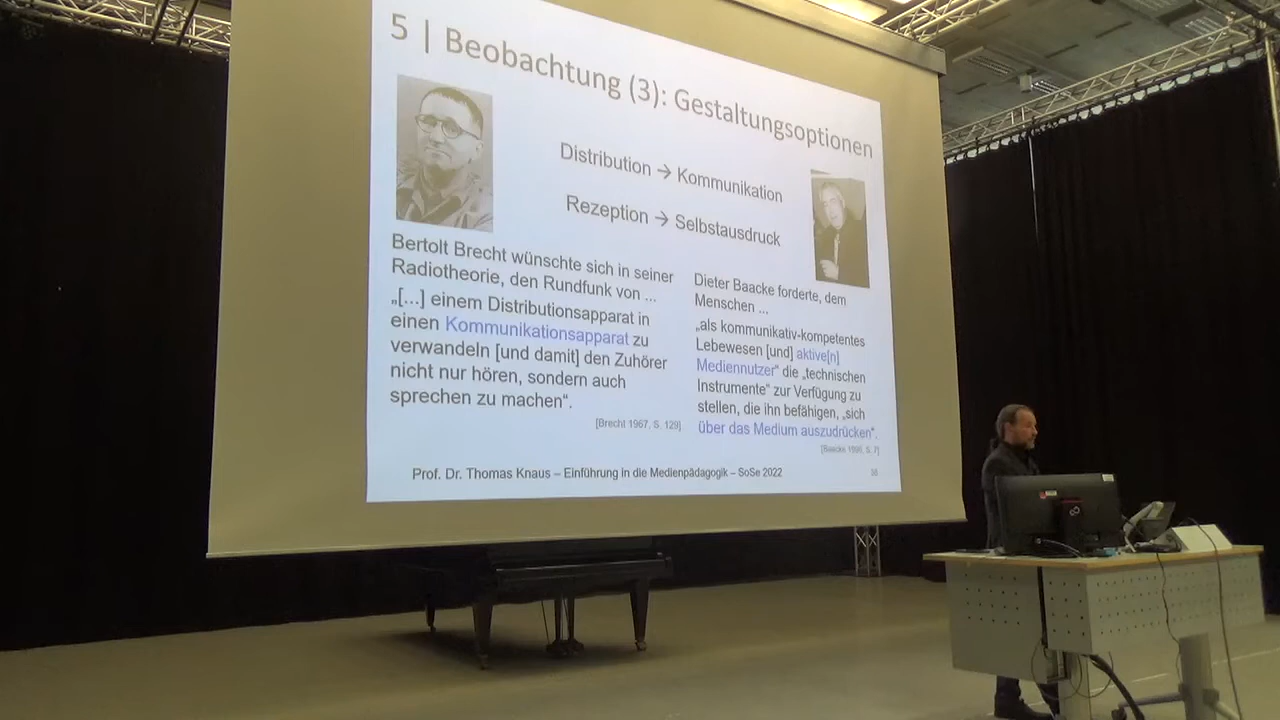 5 | Beobachtung (3): Gestaltungsoptionen
Distribution → Kommunikation
Rezeption → Selbstausdruck
Bertolt Brecht wünschte sich in seiner
Radiotheorie, den Rundfunk von ...
„[...] einem Distributionsapparat in
einen Kommunikationsapparat zu
verwandeln [und damit] den Zuhörer
nicht nur hören, sondern auch
sprechen zu machen“.
[Brecht 1967, S. 129]
Dieter Baacke forderte, dem
Menschen ...
„als kommunikativ-kompetentes
Lebewesen [und] aktive[n]
Mediennutzer“ die „technischen
Instrumente“ zur Verfügung zu
stellen, die ihn befähigen, „sich
über das Medium auszudrücken“.
[Baacke 1996, S. 7]
Prof. Dr. Thomas Knaus – Einführung in die Medienpädagogik – SoSe 2022